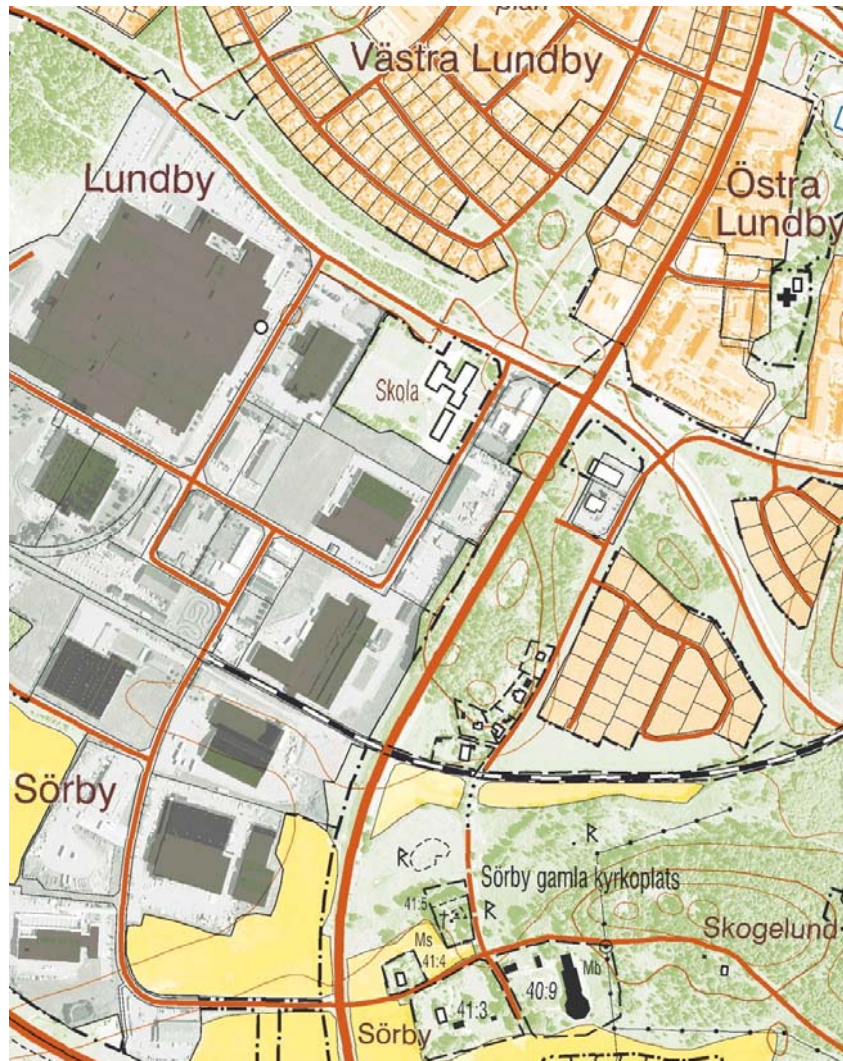 plan
Västra Lundby
Lundby
Östra
Lundby
Skola
Sörby
R
R
Sörby gamla kyrkoplats
41:5
R
Skogelund
Ms
41:4
Mb
41:3
40:9
Sörby